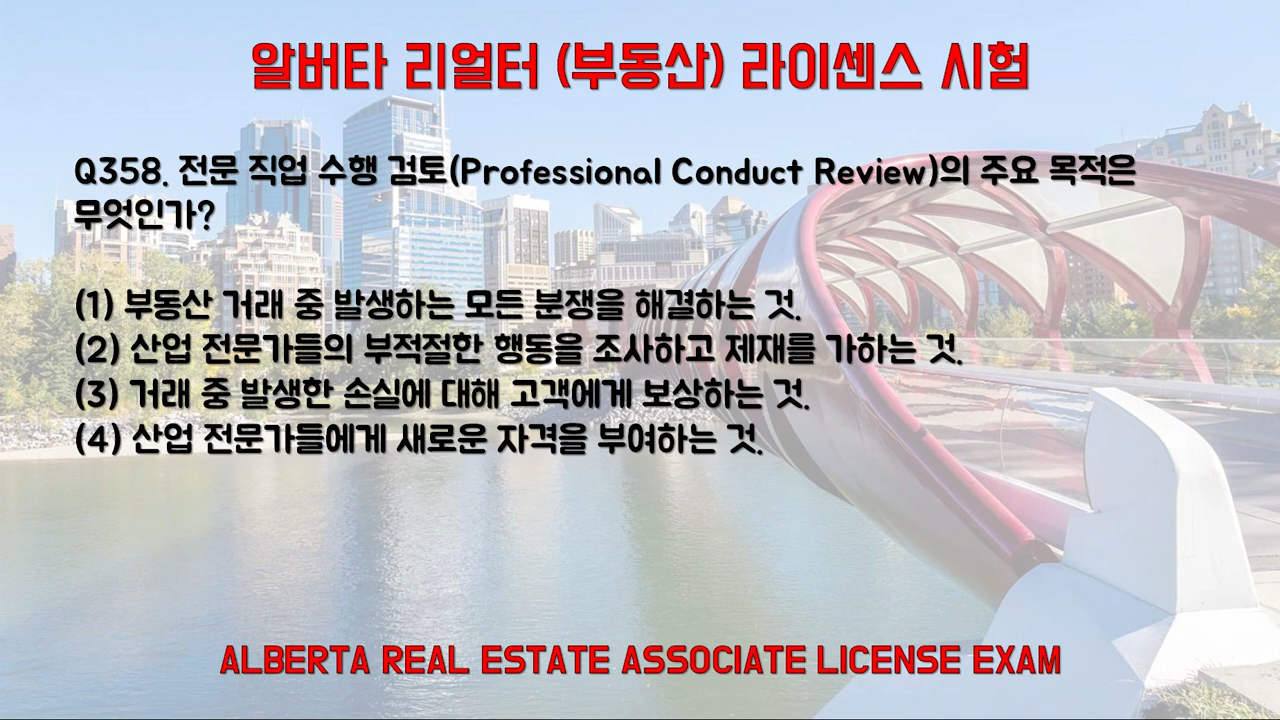 알버타 리얼터 (부동산) 라이센스 시험
Q358. 전문 직업 수행 검토(Professional Conduct Review)의 주요 목적은
무엇인가?
(1) 부동산 거래 중 발생하는 모든 분쟁을 해결하는 것.
(2) 산업 전문가들의 부적절한 행동을 조사하고 제재를 가하는 것.
(3) 거래 중 발생한 손실에 대해 고객에게 보상하는 것.
(4) 산업 전문가들에게 새로운 자격을 부여하는 것.
ALBERTA REAL ESTATE ASSOCIATE LICENSE EXAM